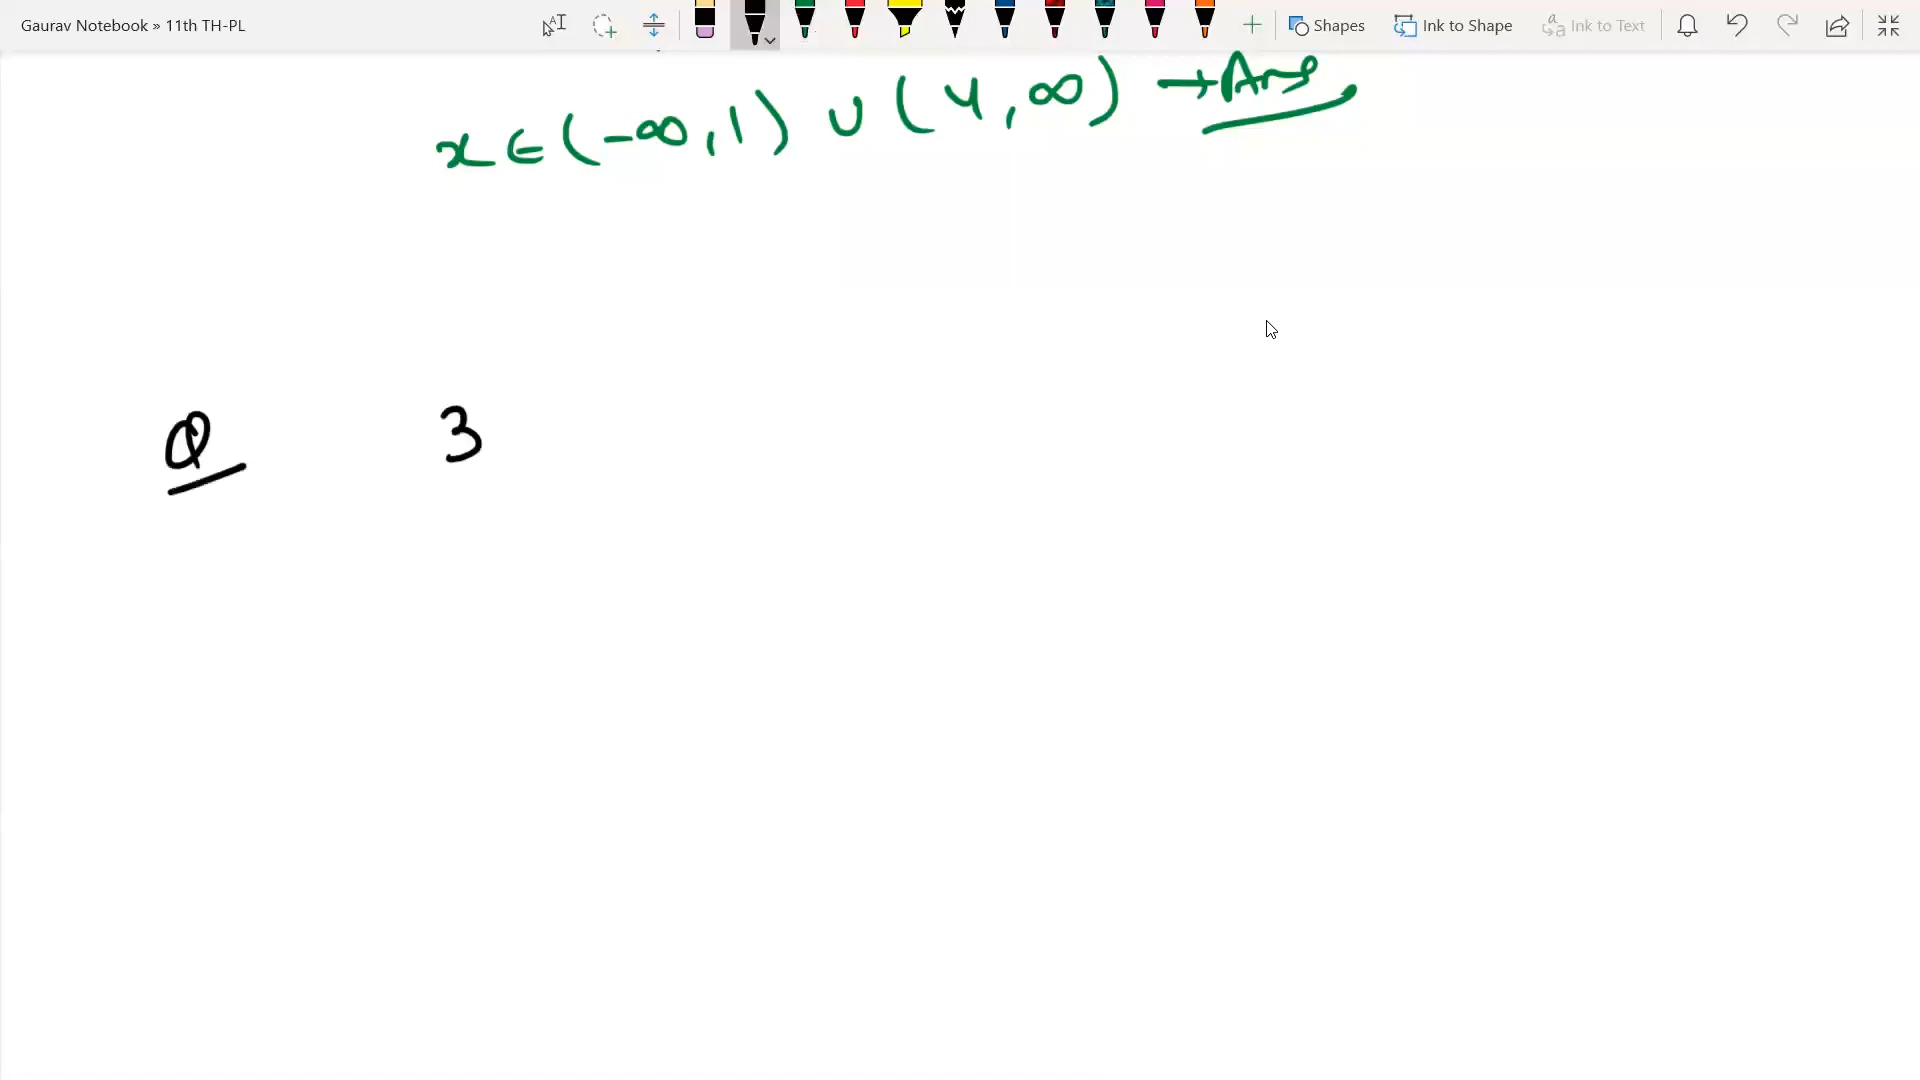 Gaurav Notebook » 11th TH-PL
Shapes
Ink to Shape
Ink to Text
x ∈ (-∞, 1) ∪ (4, ∞) → Ans
Q 3